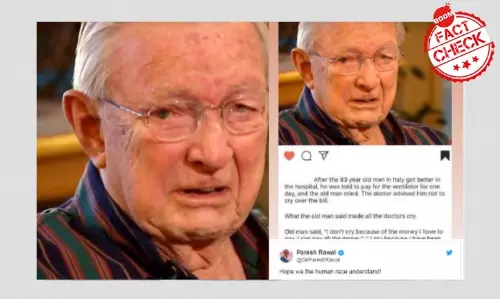 BOOM
FACT
CHECK
After the 93 year old man in Italy got better in
the hospital, he was told to pay for the ventilator for one
day, and the old man cried. The doctor advised him not to
cry over the bill.
What the old man said made all the doctors cry.
Old man said, "I don't cry because of the money I have to
Paresh Rawal
@SirPareshRawal
Hope we the human race understand!